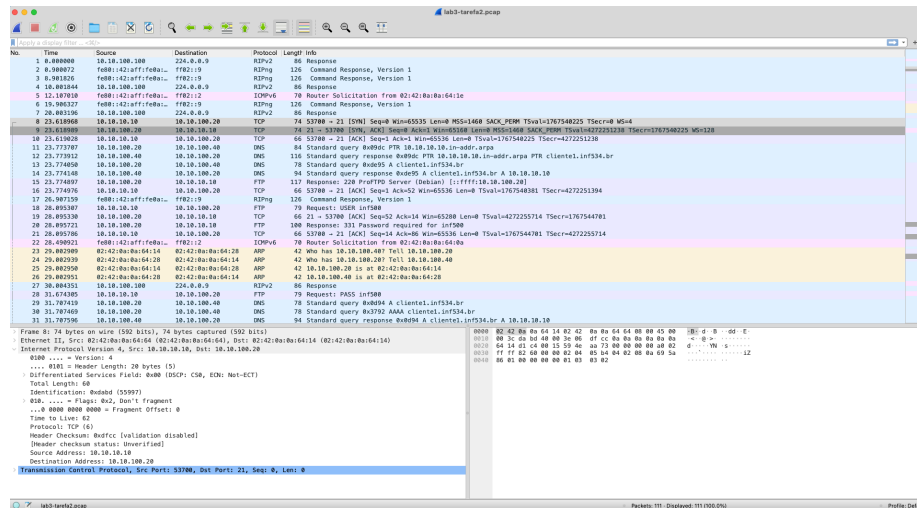 lab3-tarefa2.pcap
Apply a display filter ... <⌘/>
No. Time Source Destination Protocol Length Info
1 0.000000 10.10.100.100 224.0.0.9 RIPv2 86 Response
2 0.900072 fe80::42:aff:fe0a:… ff02::9 RIPng 126 Command Response, Version 1
3 8.901826 fe80::42:aff:fe0a:… ff02::9 RIPng 126 Command Response, Version 1
4 10.001844 10.10.100.100 224.0.0.9 RIPv2 86 Response
5 12.107010 fe80::42:aff:fe0a:… ff02::2 ICMPv6 70 Router Solicitation from 02:42:0a:0a:64:1e
6 19.906327 fe80::42:aff:fe0a:… ff02::9 RIPng 126 Command Response, Version 1
7 20.003196 10.10.100.100 224.0.0.9 RIPv2 86 Response
8 23.618968 10.10.10.10 10.10.100.20 TCP 74 53700 → 21 [SYN] Seq=0 Win=65535 Len=0 MSS=1460 SACK_PERM TSval=1767540225 TSecr=0 WS=4
9 23.618989 10.10.100.20 10.10.10.10 TCP 74 21 → 53700 [SYN, ACK] Seq=0 Ack=1 Win=65160 Len=0 MSS=1460 SACK_PERM TSval=4272251238 TSecr=1767540225 WS=128
10 23.619028 10.10.10.10 10.10.100.20 TCP 66 53700 → 21 [ACK] Seq=1 Ack=1 Win=65536 Len=0 TSval=1767540225 TSecr=4272251238
11 23.773707 10.10.100.20 10.10.100.40 DNS 84 Standard query 0x09dc PTR 10.10.10.10.in-addr.arpa
12 23.773912 10.10.100.40 10.10.100.20 DNS 116 Standard query response 0x09dc PTR 10.10.10.10.in-addr.arpa PTR cliente1.inf534.br
13 23.774050 10.10.100.20 10.10.100.40 DNS 78 Standard query 0xde95 A cliente1.inf534.br
14 23.774148 10.10.100.40 10.10.100.20 DNS 94 Standard query response 0xde95 A cliente1.inf534.br A 10.10.10.10
15 23.774897 10.10.100.20 10.10.10.10 FTP 117 Response: 220 ProFTPD Server (Debian) [::ffff:10.10.100.20]
16 23.774976 10.10.10.10 10.10.100.20 TCP 66 53700 → 21 [ACK] Seq=1 Ack=52 Win=65536 Len=0 TSval=1767540381 TSecr=4272251394
17 26.907159 fe80::42:aff:fe0a:… ff02::9 RIPng 126 Command Response, Version 1
18 28.095307 10.10.10.10 10.10.100.20 FTP 79 Request: USER inf500
19 28.095330 10.10.100.20 10.10.10.10 TCP 66 21 → 53700 [ACK] Seq=52 Ack=14 Win=65280 Len=0 TSval=4272255714 TSecr=1767544701
20 28.095721 10.10.100.20 10.10.10.10 FTP 100 Response: 331 Password required for inf500
21 28.095786 10.10.10.10 10.10.100.20 TCP 66 53700 → 21 [ACK] Seq=14 Ack=86 Win=65536 Len=0 TSval=1767544701 TSecr=4272255714
22 28.490921 fe80::42:aff:fe0a:… ff02::2 ICMPv6 70 Router Solicitation from 02:42:0a:0a:64:0a
23 29.002909 02:42:0a:0a:64:14 02:42:0a:0a:64:28 ARP 42 Who has 10.10.100.40? Tell 10.10.100.20
24 29.002939 02:42:0a:0a:64:28 02:42:0a:0a:64:14 ARP 42 Who has 10.10.100.20? Tell 10.10.100.40
25 29.002950 02:42:0a:0a:64:14 02:42:0a:0a:64:28 ARP 42 10.10.100.20 is at 02:42:0a:0a:64:14
26 29.002951 02:42:0a:0a:64:28 02:42:0a:0a:64:14 ARP 42 10.10.100.40 is at 02:42:0a:0a:64:28
27 30.004351 10.10.100.100 224.0.0.9 RIPv2 86 Response
28 31.674305 10.10.10.10 10.10.100.20 FTP 79 Request: PASS inf500
29 31.707419 10.10.100.20 10.10.100.40 DNS 78 Standard query 0x0d94 A cliente1.inf534.br
30 31.707469 10.10.100.20 10.10.100.40 DNS 78 Standard query 0x3792 AAAA cliente1.inf534.br
31 31.707596 10.10.100.40 10.10.100.20 DNS 94 Standard query response 0x0d94 A cliente1.inf534.br A 10.10.10.10
Frame 8: 74 bytes on wire (592 bits), 74 bytes captured (592 bits)
Ethernet II, Src: 02:42:0a:0a:64:64 (02:42:0a:0a:64:64), Dst: 02:42:0a:0a:64:14 (02:42:0a:0a:64:14)
Internet Protocol Version 4, Src: 10.10.10.10, Dst: 10.10.100.20
0100 .... = Version: 4
.... 0101 = Header Length: 20 bytes (5)
Differentiated Services Field: 0x00 (DSCP: CS0, ECN: Not-ECT)
Total Length: 60
Identification: 0xdabd (55997)
010. .... = Flags: 0x2, Don't fragment
...0 0000 0000 0000 = Fragment Offset: 0
Time to Live: 62
Protocol: TCP (6)
Header Checksum: 0xdfcc [validation disabled]
[Header checksum status: Unverified]
Source Address: 10.10.10.10
Destination Address: 10.10.100.20
Transmission Control Protocol, Src Port: 53700, Dst Port: 21, Seq: 0, Len: 0
0000 02 42 0a 0a 64 14 02 42 0a 0a 64 64 08 00 45 00
0010 00 3c da bd 40 00 3e 06 df cc 0a 0a 0a 0a 0a 0a
0020 64 14 d1 c4 00 15 59 4e aa 73 00 00 00 00 a0 02
0030 ff ff 82 60 00 00 02 04 05 b4 04 02 08 0a 69 5a
0040 86 01 00 00 00 00 01 03 03 02
lab3-tarefa2.pcap
Packets: 111 · Displayed: 111 (100.0%)